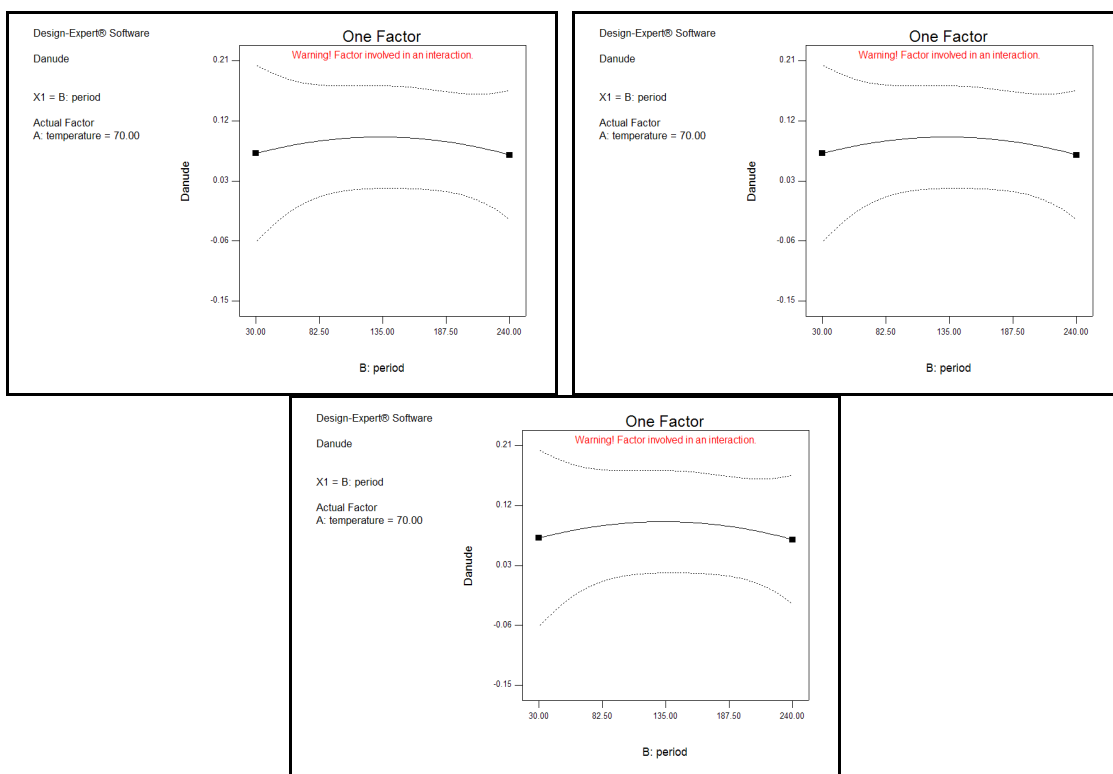 Design-Expert® Software
Danude
X1 = B: period
Actual Factor
A: temperature = 70.00
One Factor
Warning! Factor involved in an interaction.
Danude
0.21
0.12
0.03
-0.06
-0.15
30.00 82.50 135.00 187.50 240.00
B: period
Design-Expert® Software
Danude
X1 = B: period
Actual Factor
A: temperature = 70.00
One Factor
Warning! Factor involved in an interaction.
Danude
0.21
0.12
0.03
-0.06
-0.15
30.00 82.50 135.00 187.50 240.00
B: period
Design-Expert® Software
Danude
X1 = B: period
Actual Factor
A: temperature = 70.00
One Factor
Warning! Factor involved in an interaction.
Danude
0.21
0.12
0.03
-0.06
-0.15
30.00 82.50 135.00 187.50 240.00
B: period